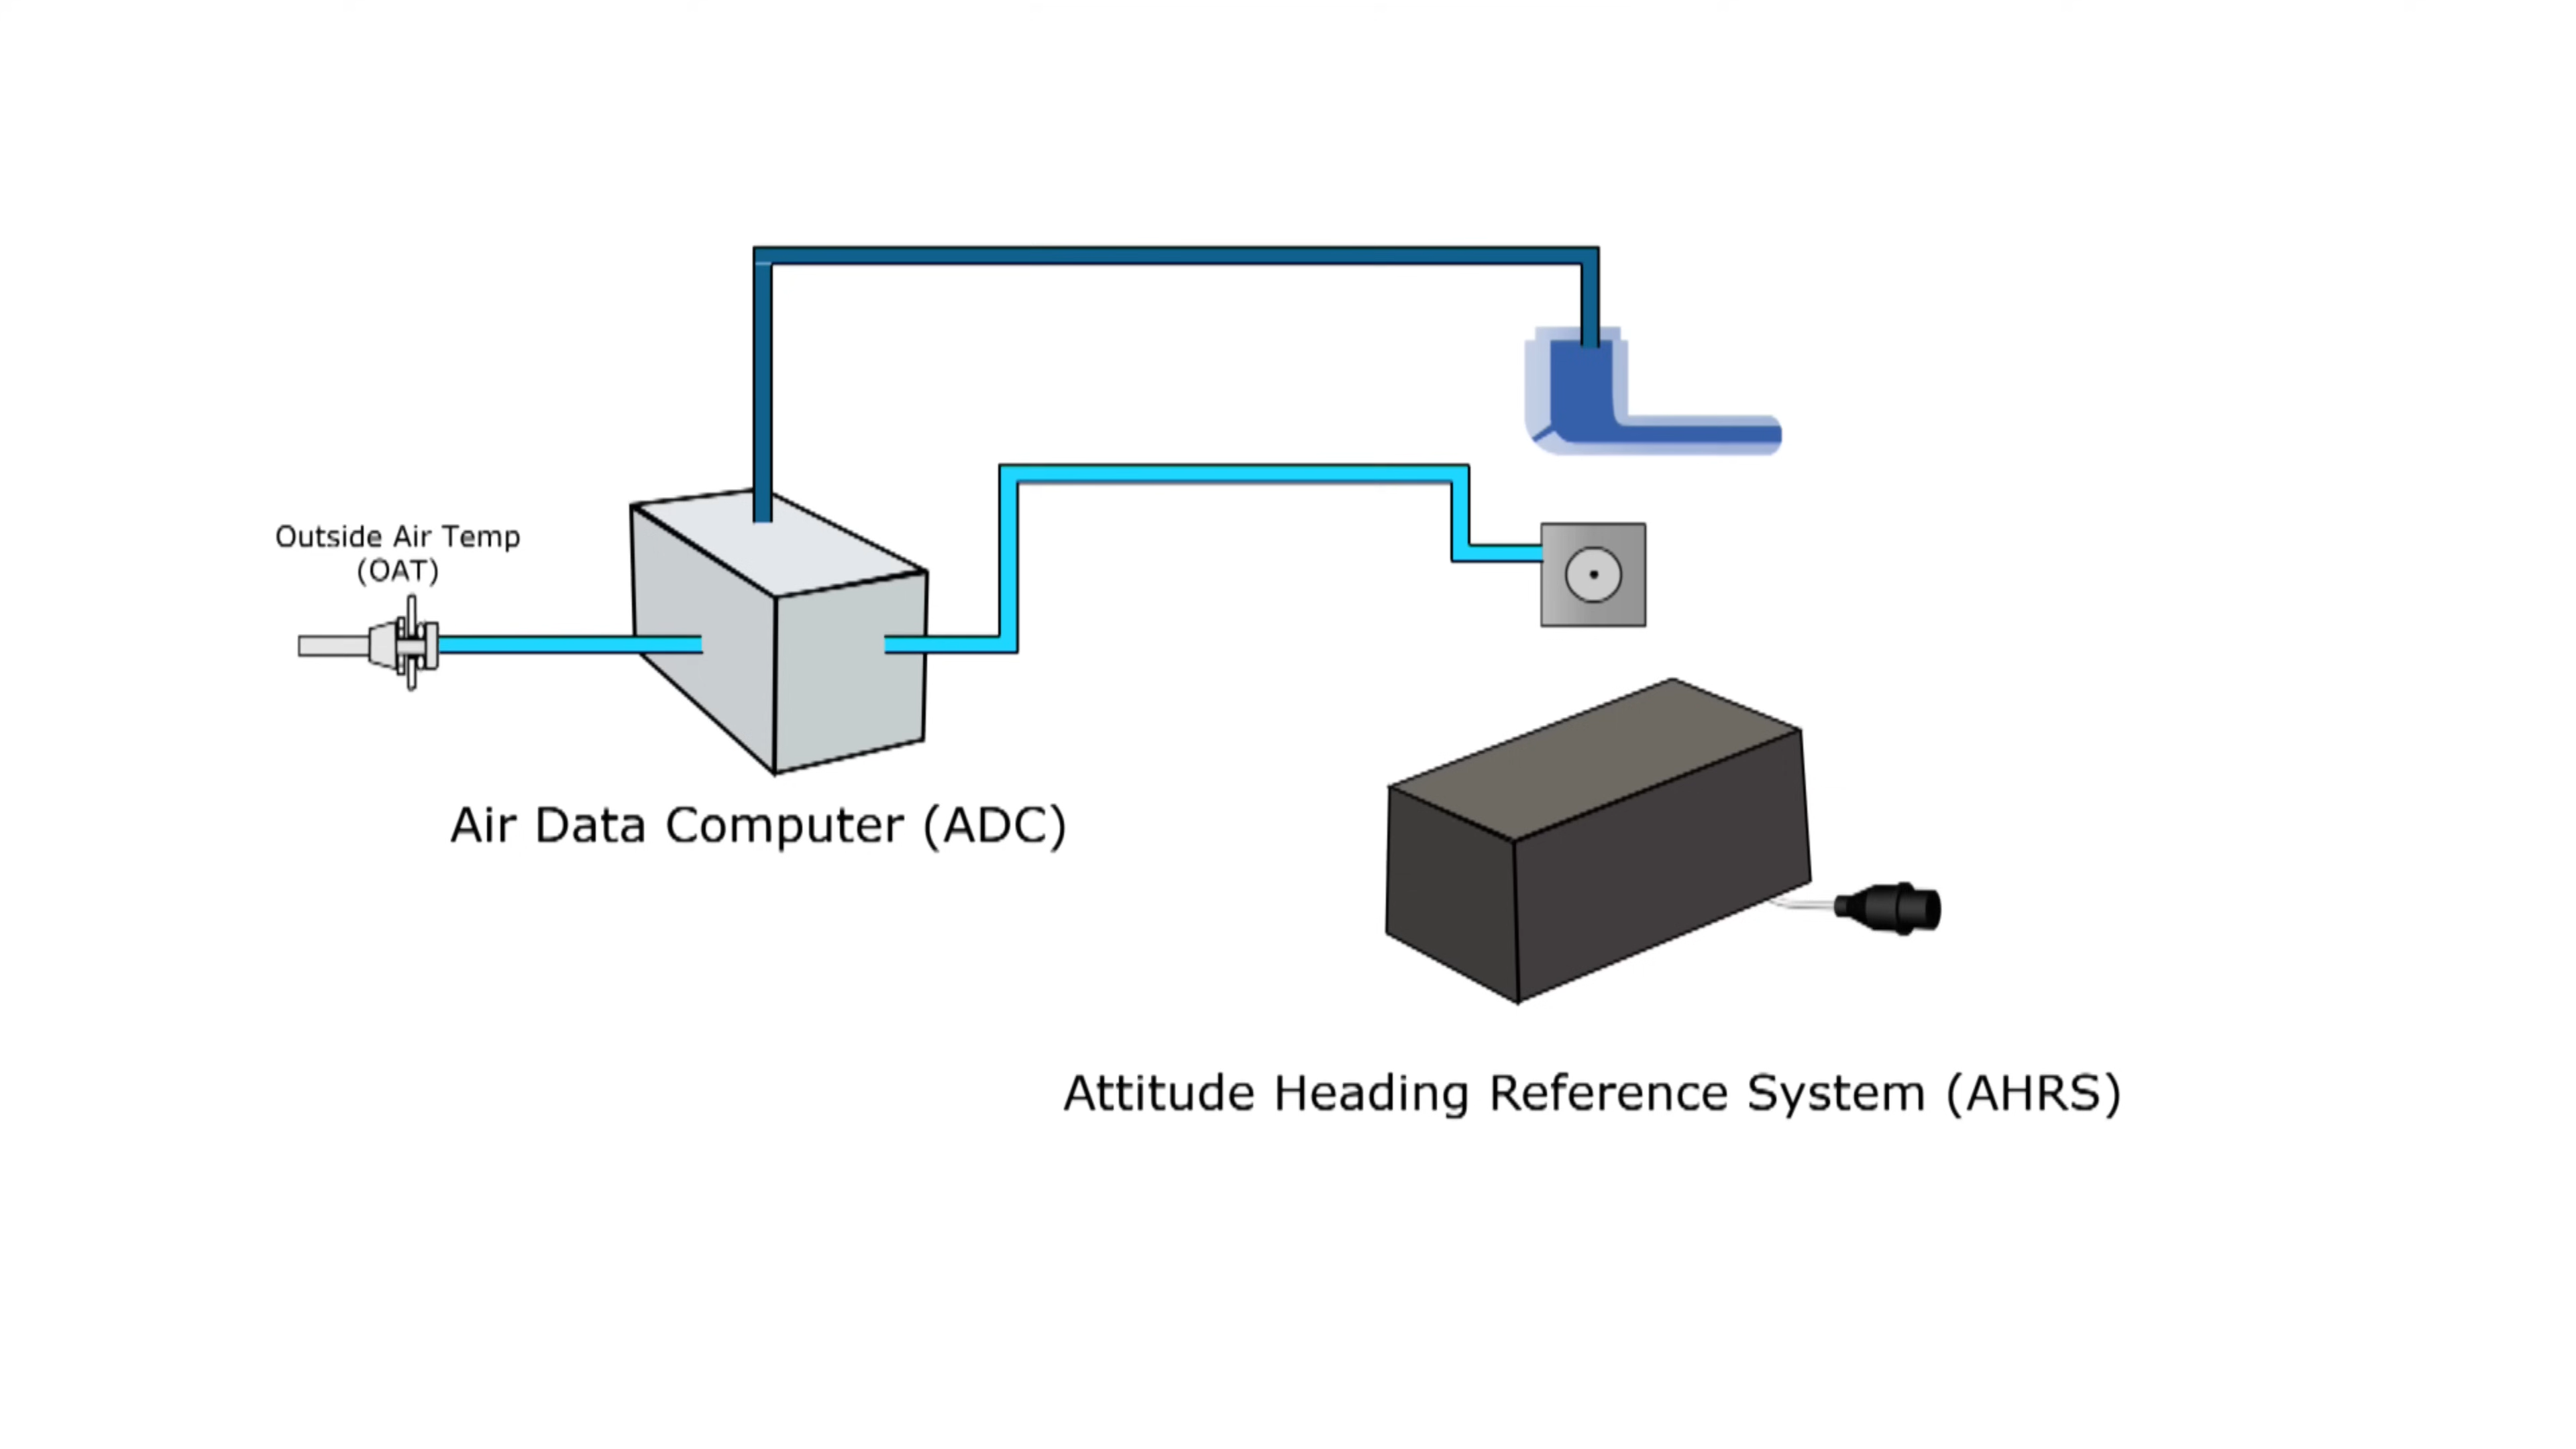 Outside Air Temp
(OAT)
Air Data Computer (ADC)
Attitude Heading Reference System (AHRS)